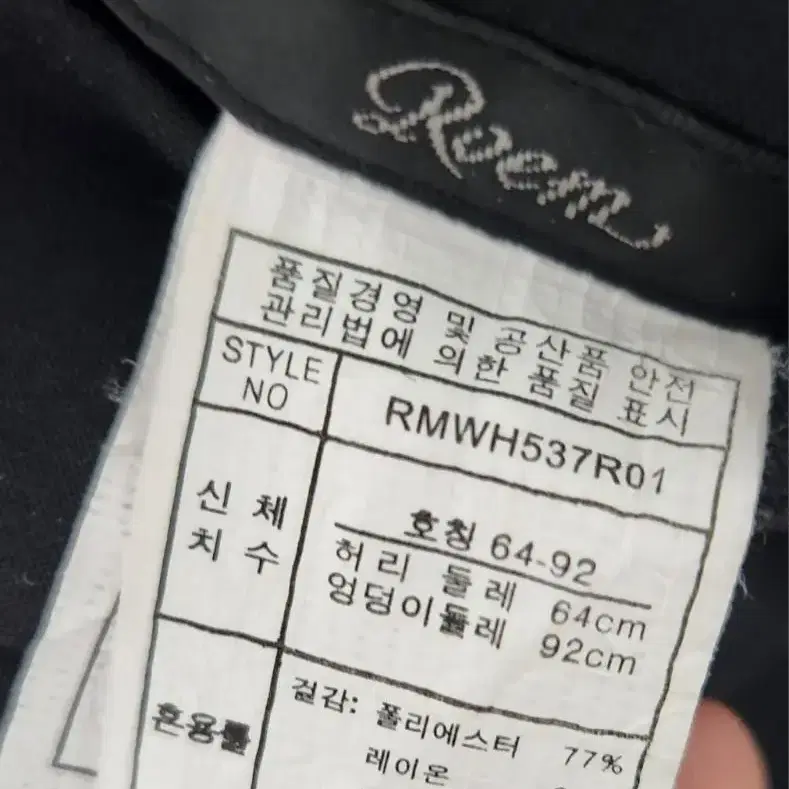 Roem
품질경영 및 공산품 안전
관리법에 의한 품질 표시
STYLE NO
RMWH537R01
신체 치수
호칭 64-92
허리 둘레 64cm
엉덩이둘레 92cm
혼용률
겉감: 폴리에스터 77%
레이온